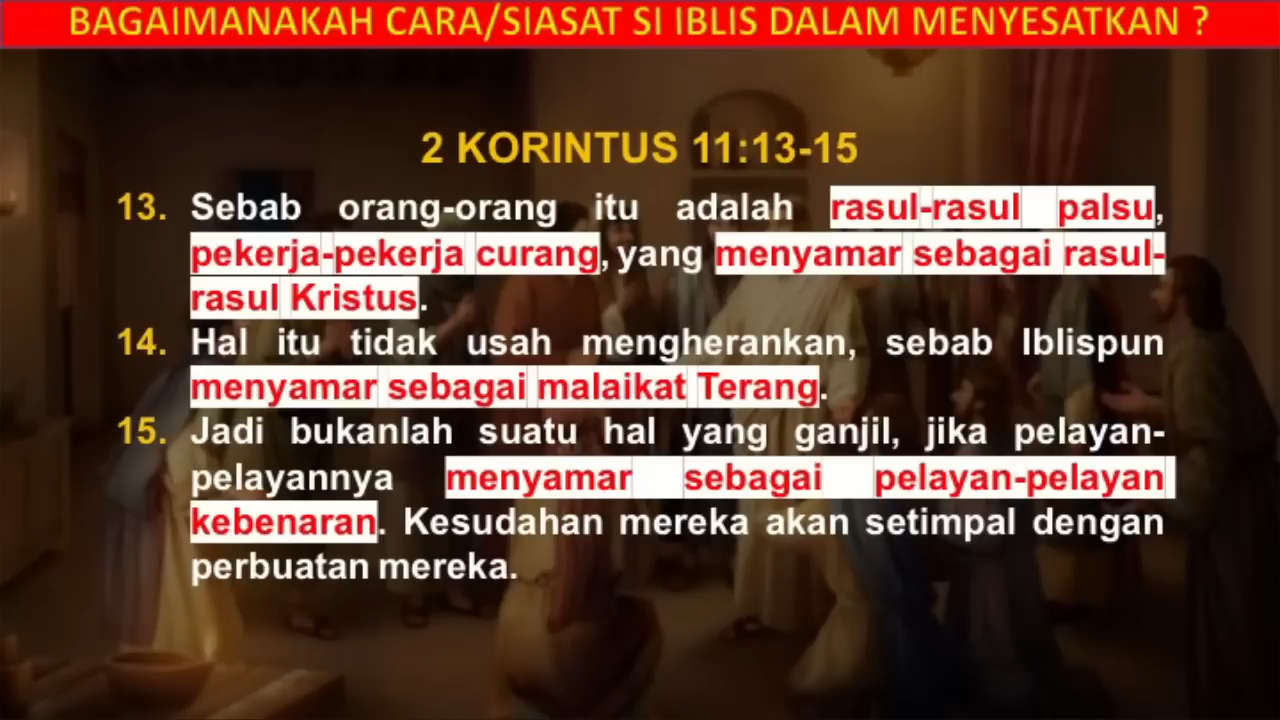 BAGAIMANAKAH CARA/SIASAT SI IBLIS DALAM MENYESATKAN ?
2 KORINTUS 11:13-15
13. Sebab orang-orang itu adalah rasul-rasul palsu,
pekerja-pekerja curang, yang menyamar sebagai rasul-
rasul Kristus.
14. Hal itu tidak usah mengherankan, sebab Iblispun
menyamar sebagai malaikat Terang.
15. Jadi bukanlah suatu hal yang ganjil, jika pelayan-
pelayannya menyamar sebagai pelayan-pelayan
kebenaran. Kesudahan mereka akan setimpal dengan
perbuatan mereka.